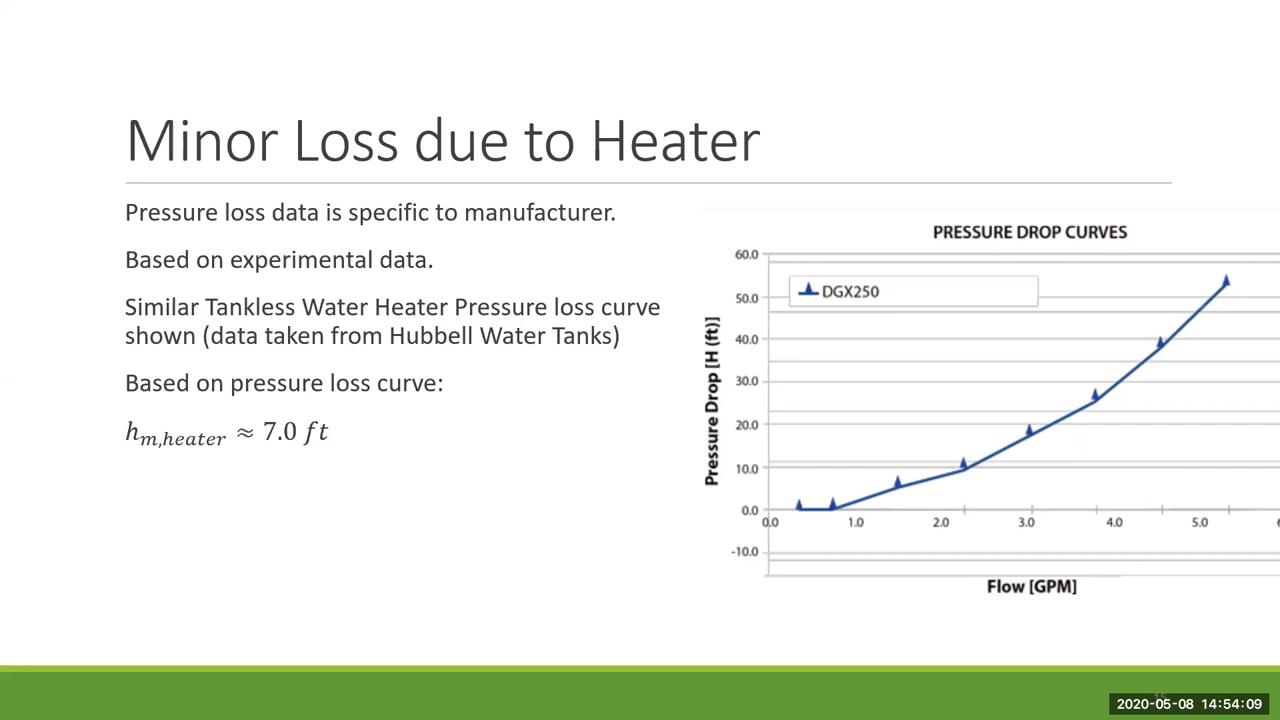 Minor Loss due to Heater
Pressure loss data is specific to manufacturer.
Based on experimental data.
Similar Tankless Water Heater Pressure loss curve
shown (data taken from Hubbell Water Tanks)
Based on pressure loss curve:
h_{m,heater} ≈ 7.0 ft
PRESSURE DROP CURVES
DGX250
Pressure Drop [H (ft)]
60.0
50.0
40.0
30.0
20.0
10.0
0.0
-10.0
0.0 1.0 2.0 3.0 4.0 5.0
Flow [GPM]
2020-05-08 14:54:09